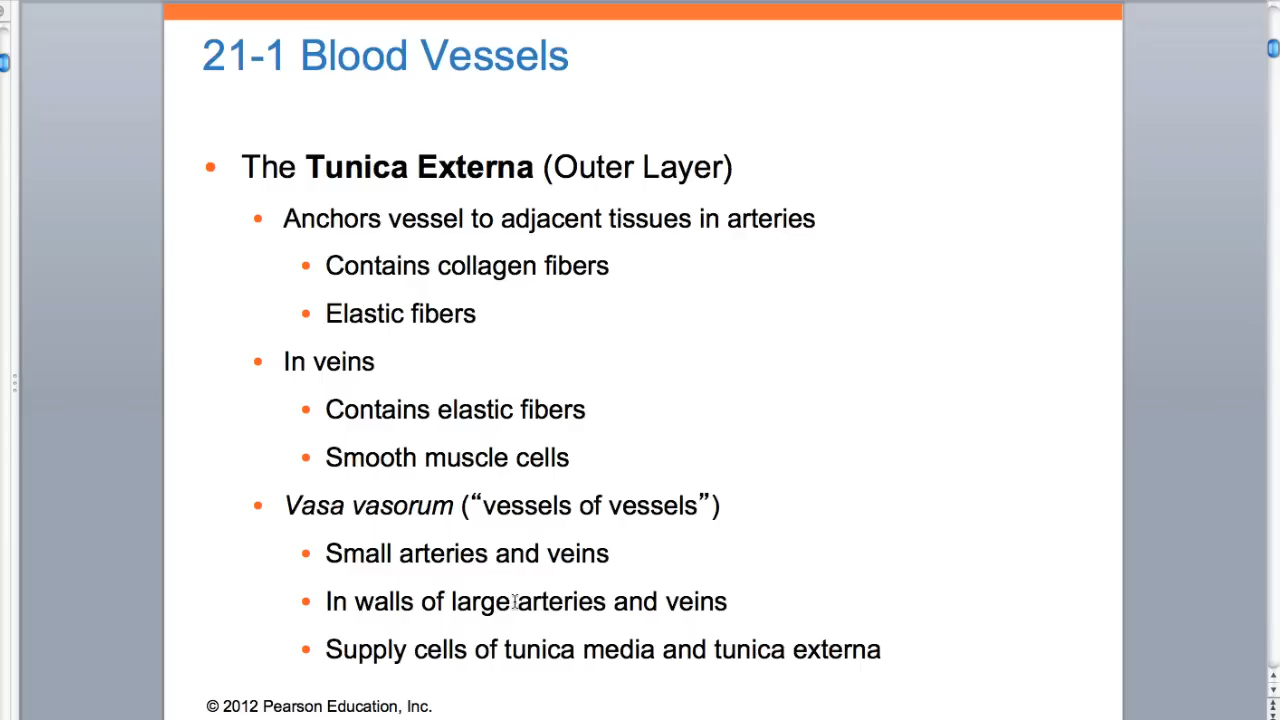 21-1 Blood Vessels
• The Tunica Externa (Outer Layer)
• Anchors vessel to adjacent tissues in arteries
• Contains collagen fibers
• Elastic fibers
• In veins
• Contains elastic fibers
• Smooth muscle cells
• Vasa vasorum (“vessels of vessels”)
• Small arteries and veins
• In walls of large arteries and veins
• Supply cells of tunica media and tunica externa
© 2012 Pearson Education, Inc.